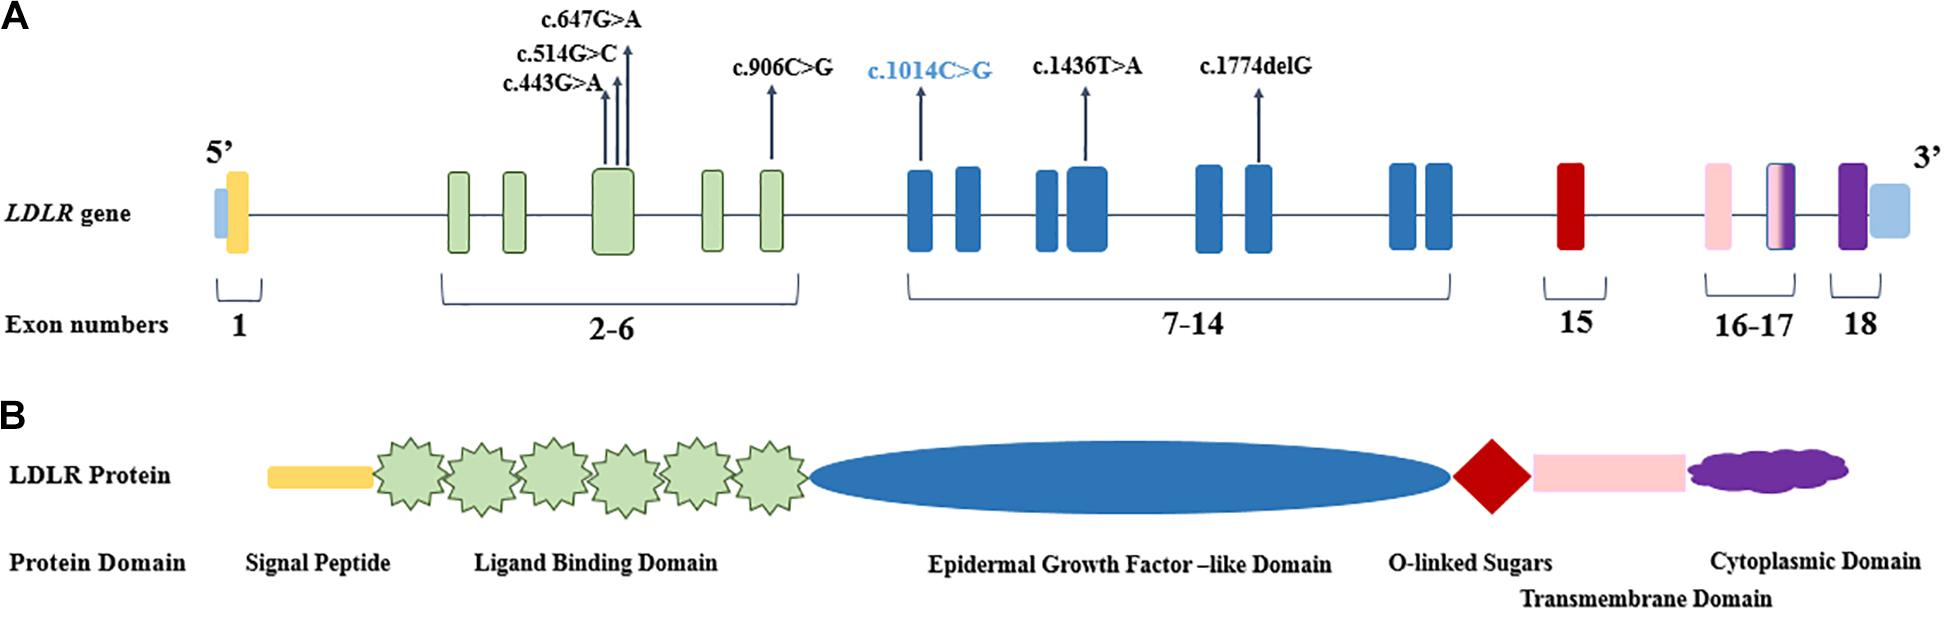 A
c.647G>A
c.514G>C
c.443G>A
c.906C>G
c.1014C>G
c.1436T>A
c.1774delG
5’
3’
LDLR gene
Exon numbers
1
2-6
7-14
15
16-17
18
B
LDLR Protein
Protein Domain
Signal Peptide
Ligand Binding Domain
Epidermal Growth Factor –like Domain
O-linked Sugars
Cytoplasmic Domain
Transmembrane Domain